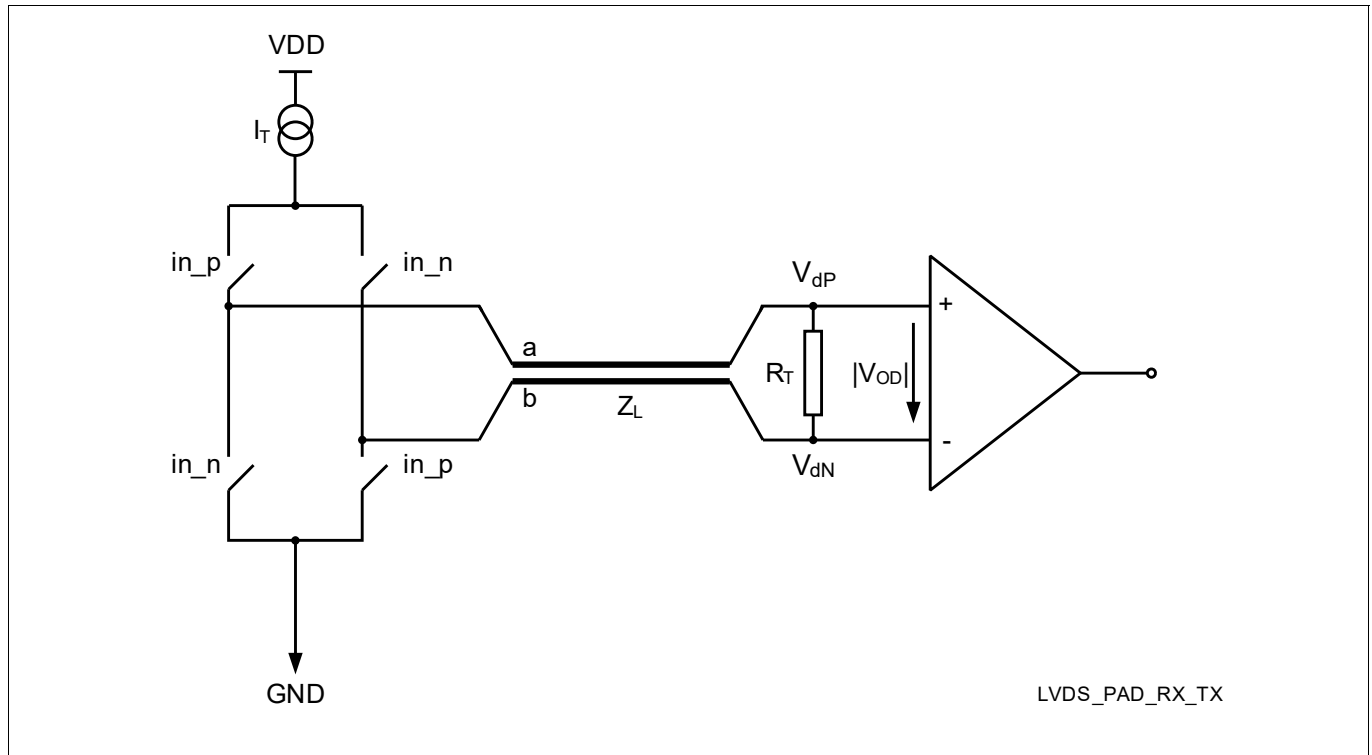 VDD
I_T
in_p
in_n
V_dP
+
a
R_T
|V_OD|
b
Z_L
-
in_n
in_p
V_dN
GND
LVDS_PAD_RX_TX